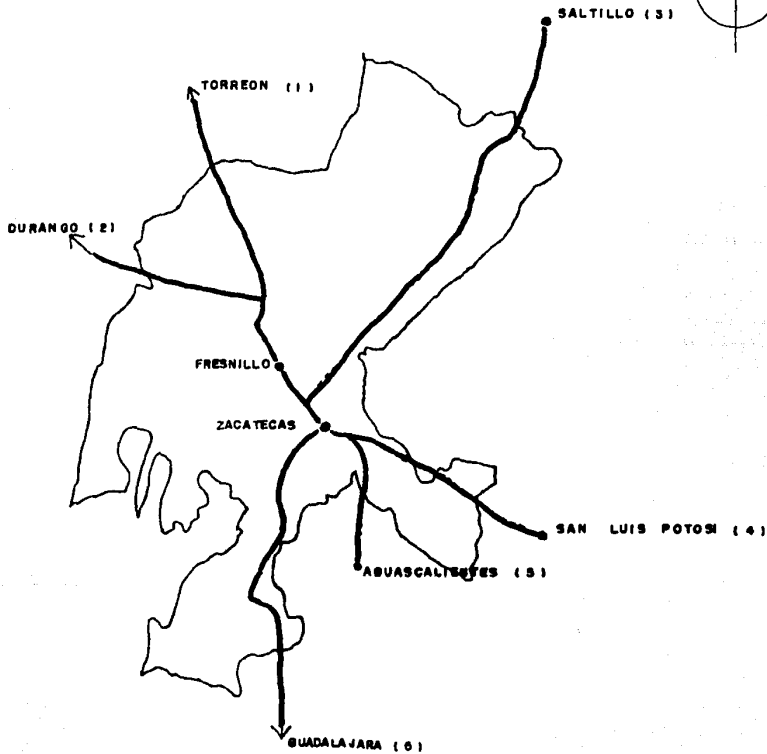 SALTILLO (3)
TORREON (1)
DURANGO (2)
FRESNILLO
ZACATECAS
SAN LUIS POTOSI (4)
AGUASCALIENTES (5)
GUADALAJARA (6)